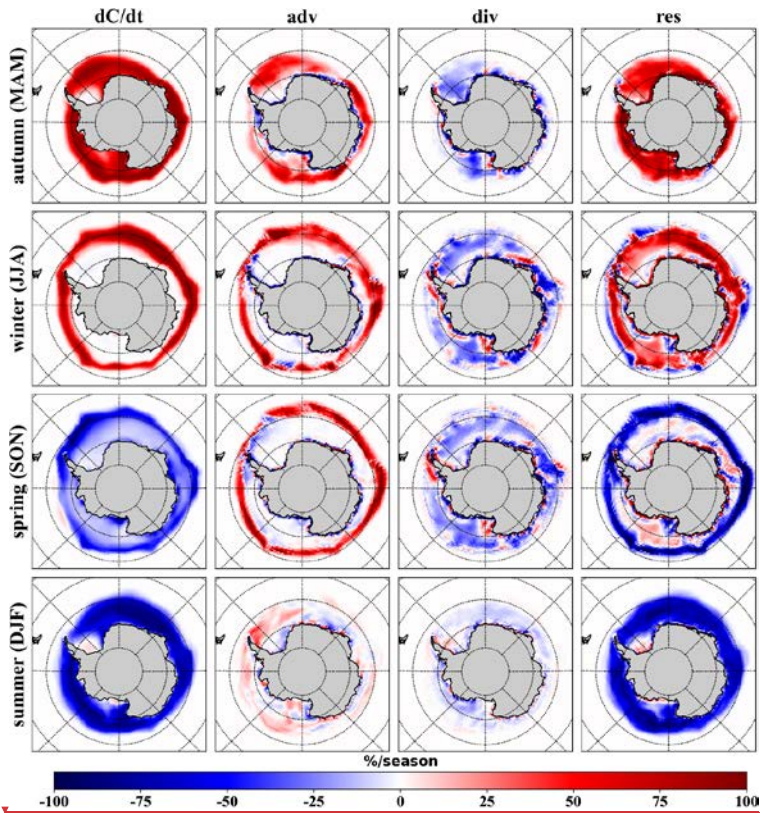 dC/dt adv div res
autumn (MAM)
winter (JJA)
spring (SON)
summer (DJF)
%/season
-100 -75 -50 -25 0 25 50 75 100